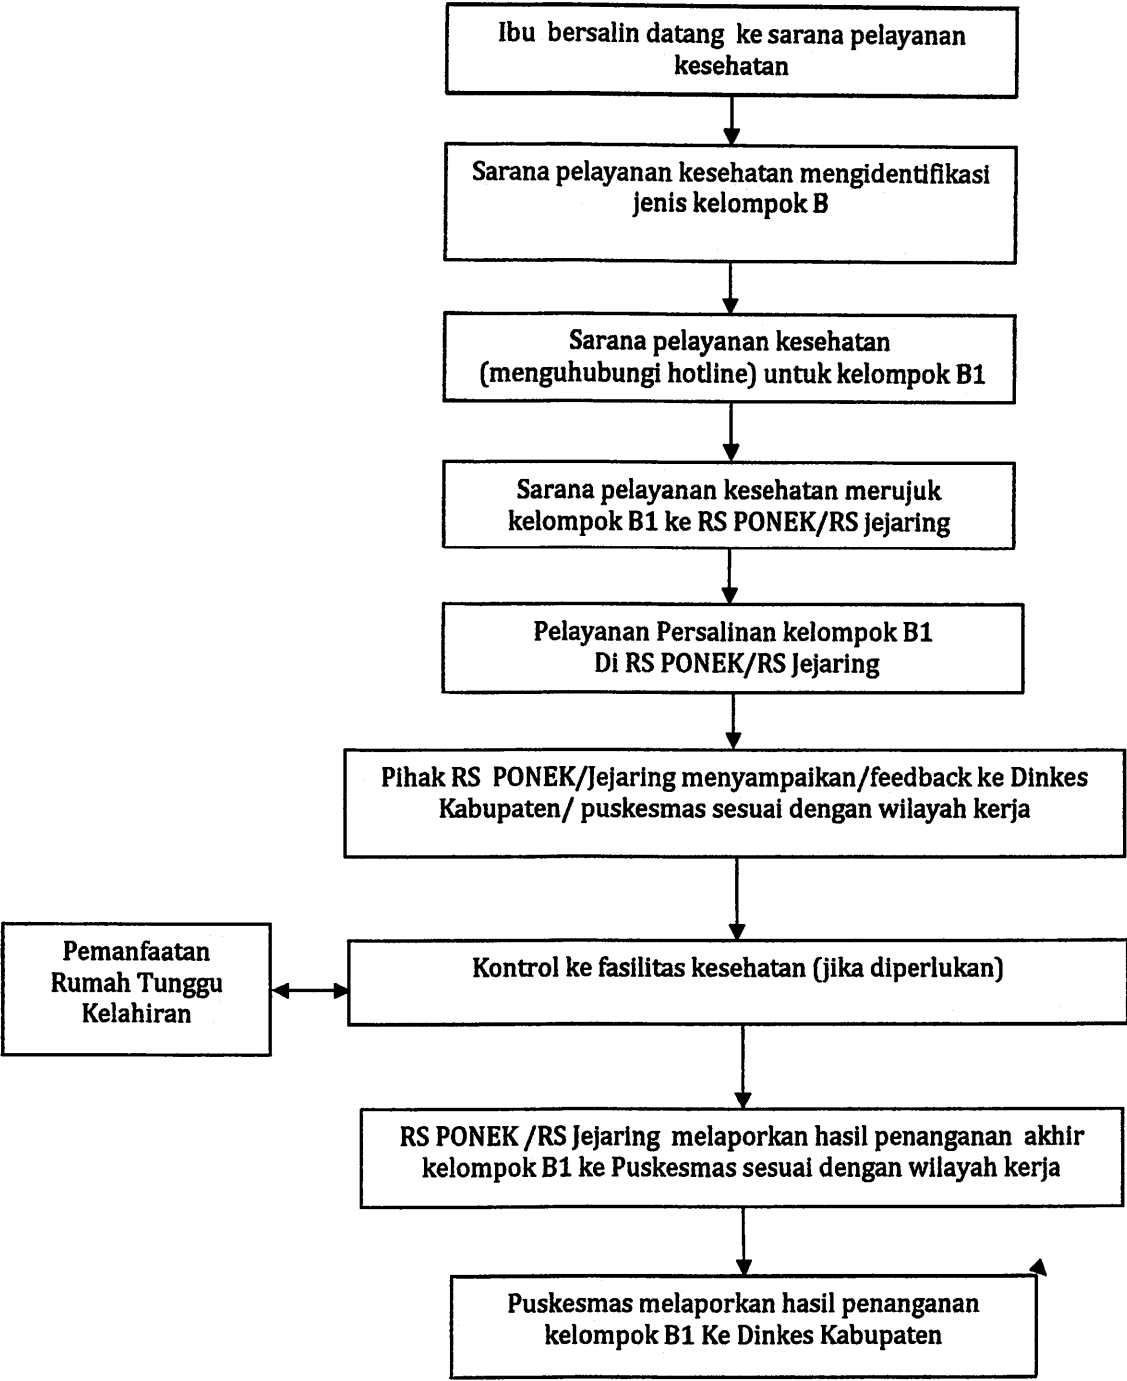 Ibu bersalin datang ke sarana pelayanan
kesehatan
Sarana pelayanan kesehatan mengidentifikasi
jenis kelompok B
Sarana pelayanan kesehatan
(menguhubungi hotline) untuk kelompok B1
Sarana pelayanan kesehatan merujuk
kelompok B1 ke RS PONEK/RS jejaring
Pelayanan Persalinan kelompok B1
Di RS PONEK/RS Jejaring
Pihak RS PONEK/Jejaring menyampaikan/feedback ke Dinkes
Kabupaten/ puskesmas sesuai dengan wilayah kerja
Pemanfaatan
Rumah Tunggu
Kelahiran
Kontrol ke fasilitas kesehatan (jika diperlukan)
RS PONEK /RS Jejaring melaporkan hasil penanganan akhir
kelompok B1 ke Puskesmas sesuai dengan wilayah kerja
Puskesmas melaporkan hasil penanganan
kelompok B1 Ke Dinkes Kabupaten